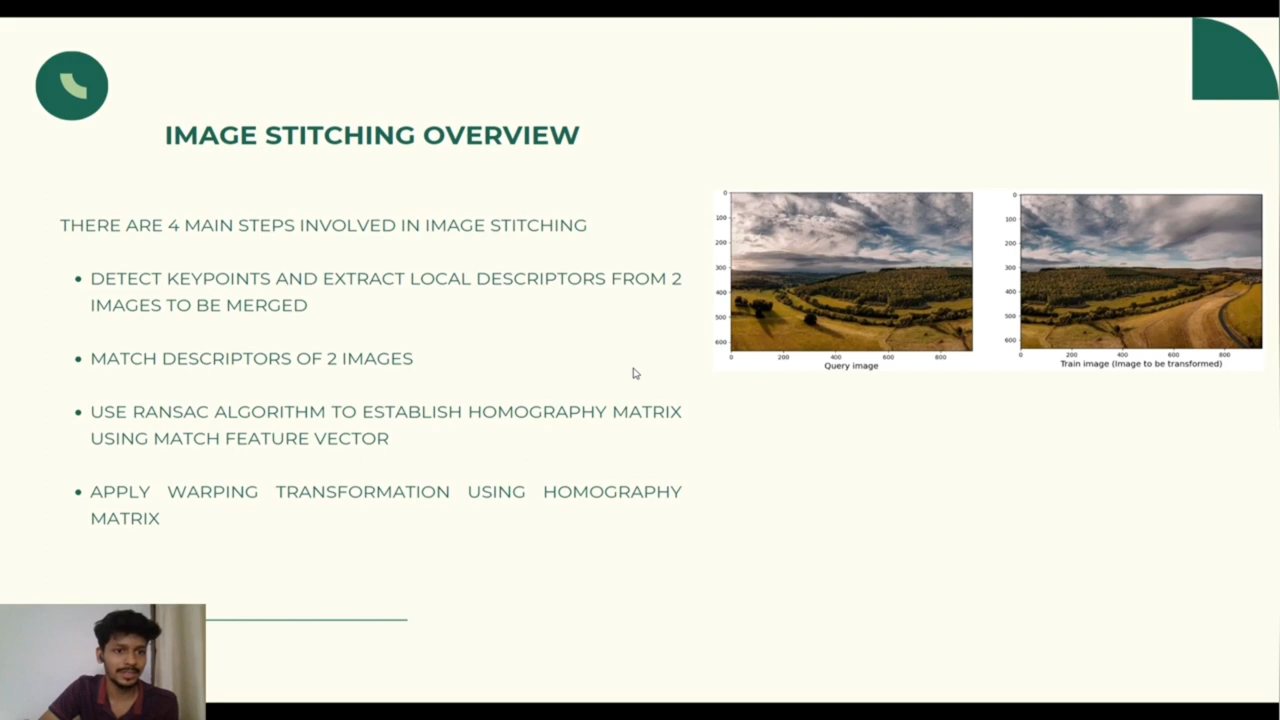 IMAGE STITCHING OVERVIEW
THERE ARE 4 MAIN STEPS INVOLVED IN IMAGE STITCHING
• DETECT KEYPOINTS AND EXTRACT LOCAL DESCRIPTORS FROM 2
IMAGES TO BE MERGED
• MATCH DESCRIPTORS OF 2 IMAGES
• USE RANSAC ALGORITHM TO ESTABLISH HOMOGRAPHY MATRIX
USING MATCH FEATURE VECTOR
• APPLY WARPING TRANSFORMATION USING HOMOGRAPHY
MATRIX
0
100
200
300
400
500
600
0 200 400 600 800
Query image
0
100
200
300
400
500
600
0 200 400 600 800
Train image (Image to be transformed)